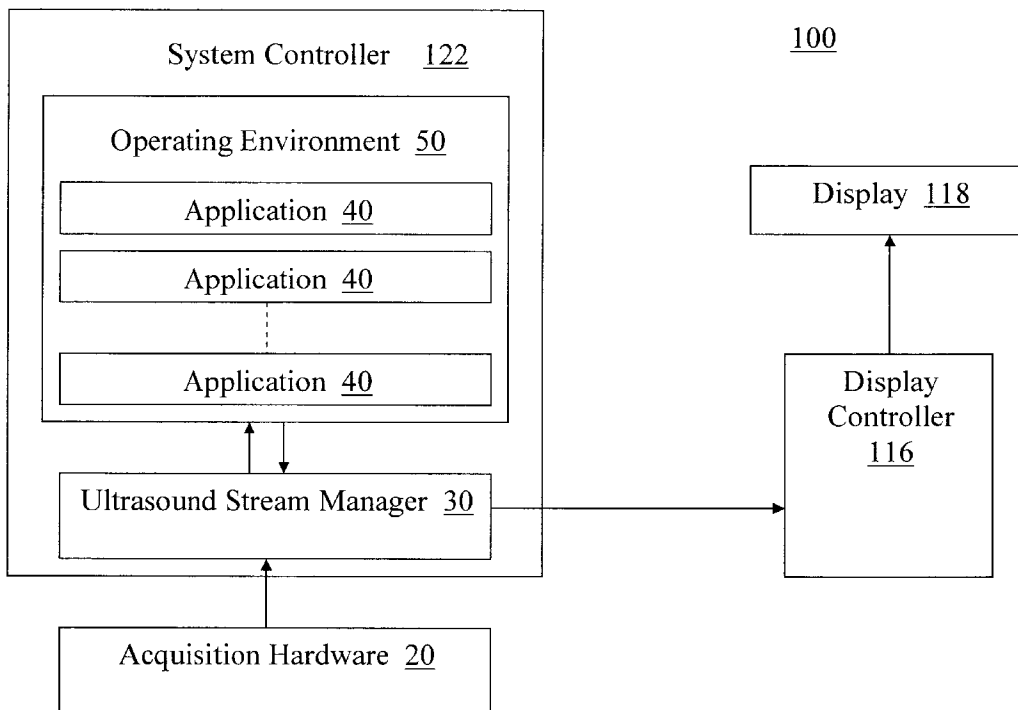 System Controller 122
100
Operating Environment 50
Application 40
Application 40
Application 40
Ultrasound Stream Manager 30
Acquisition Hardware 20
Display 118
Display
Controller
116